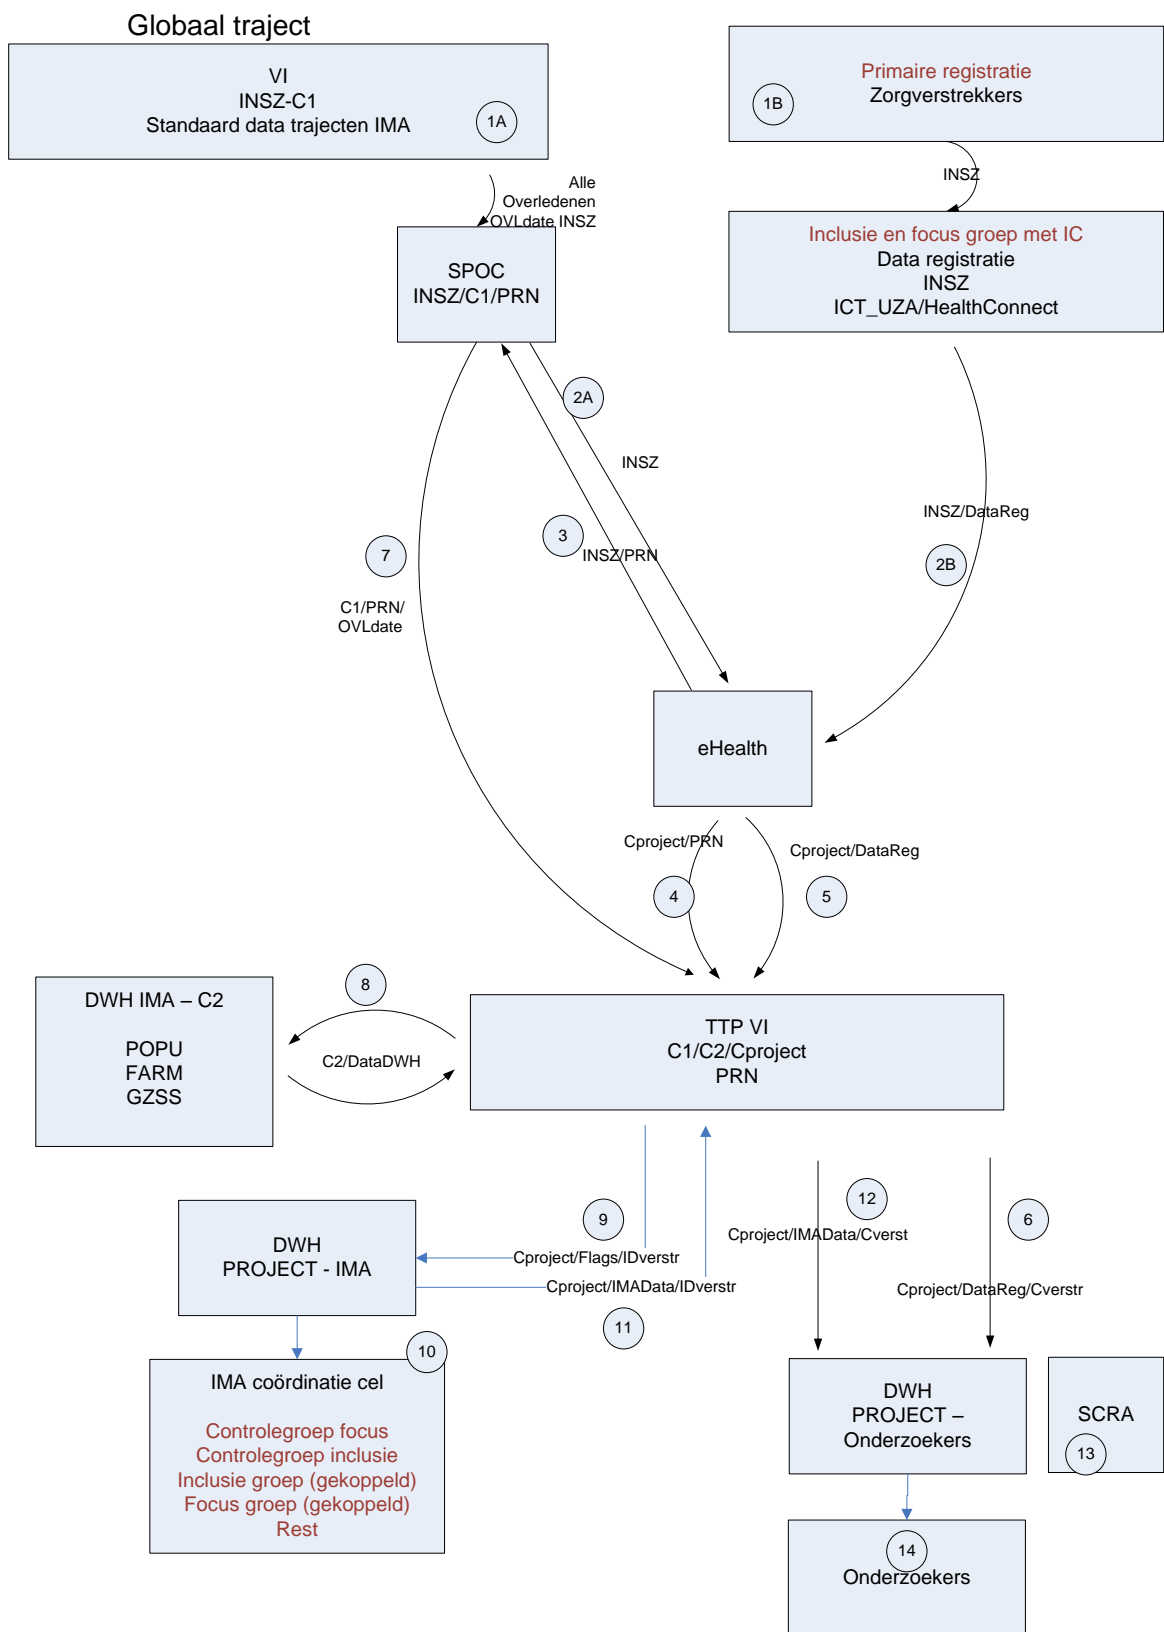 Globaal traject
VI
INSZ-C1
Standaard data trajecten IMA
1A
Primaire registratie
Zorgverstrekkers
1B
INSZ
Alle
Overledenen
OVLdate INSZ
Inclusie en focus groep met IC
Data registratie
INSZ
ICT_UZA/HealthConnect
SPOC
INSZ/C1/PRN
2A
INSZ
INSZ/DataReg
3
INSZ/PRN
7
2B
C1/PRN/
OVLdate
eHealth
Cproject/PRN
Cproject/DataReg
4
5
8
DWH IMA – C2
POPU
FARM
GZSS
C2/DataDWH
TTP VI
C1/C2/Cproject
PRN
12
9
6
Cproject/IMAData/Cverst
DWH
PROJECT - IMA
Cproject/Flags/IDverstr
Cproject/IMAData/IDverstr
Cproject/DataReg/Cverstr
11
10
IMA coördinatie cel
Controlegroep focus
Controlegroep inclusie
Inclusie groep (gekoppeld)
Focus groep (gekoppeld)
Rest
DWH
PROJECT –
Onderzoekers
SCRA
13
14
Onderzoekers